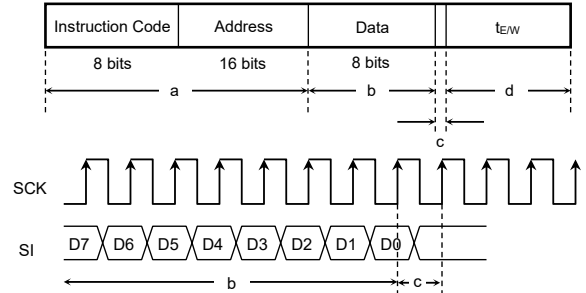 Instruction Code Address Data tE/W
8 bits 16 bits 8 bits
a b d
c
SCK
SI D7 D6 D5 D4 D3 D2 D1 D0
b c